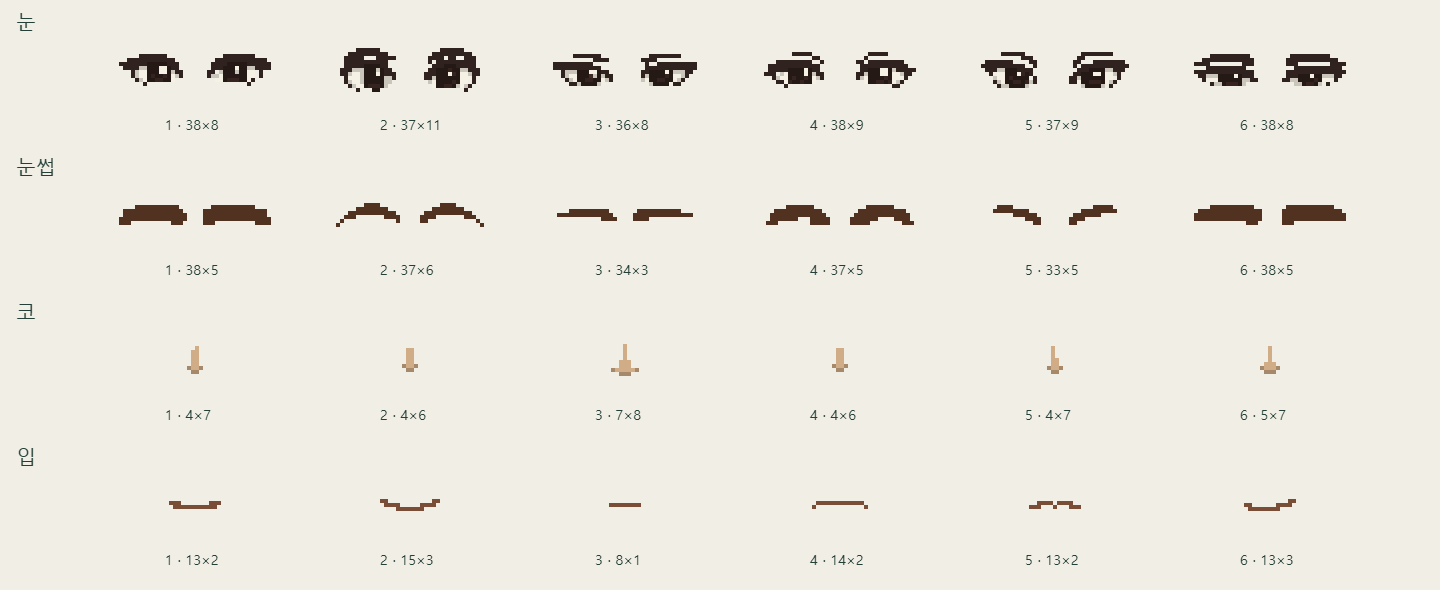 눈
1 · 38×8 2 · 37×11 3 · 36×8 4 · 38×9 5 · 37×9 6 · 38×8
눈썹
1 · 38×5 2 · 37×6 3 · 34×3 4 · 37×5 5 · 33×5 6 · 38×5
코
1 · 4×7 2 · 4×6 3 · 7×8 4 · 4×6 5 · 4×7 6 · 5×7
입
1 · 13×2 2 · 15×3 3 · 8×1 4 · 14×2 5 · 13×2 6 · 13×3